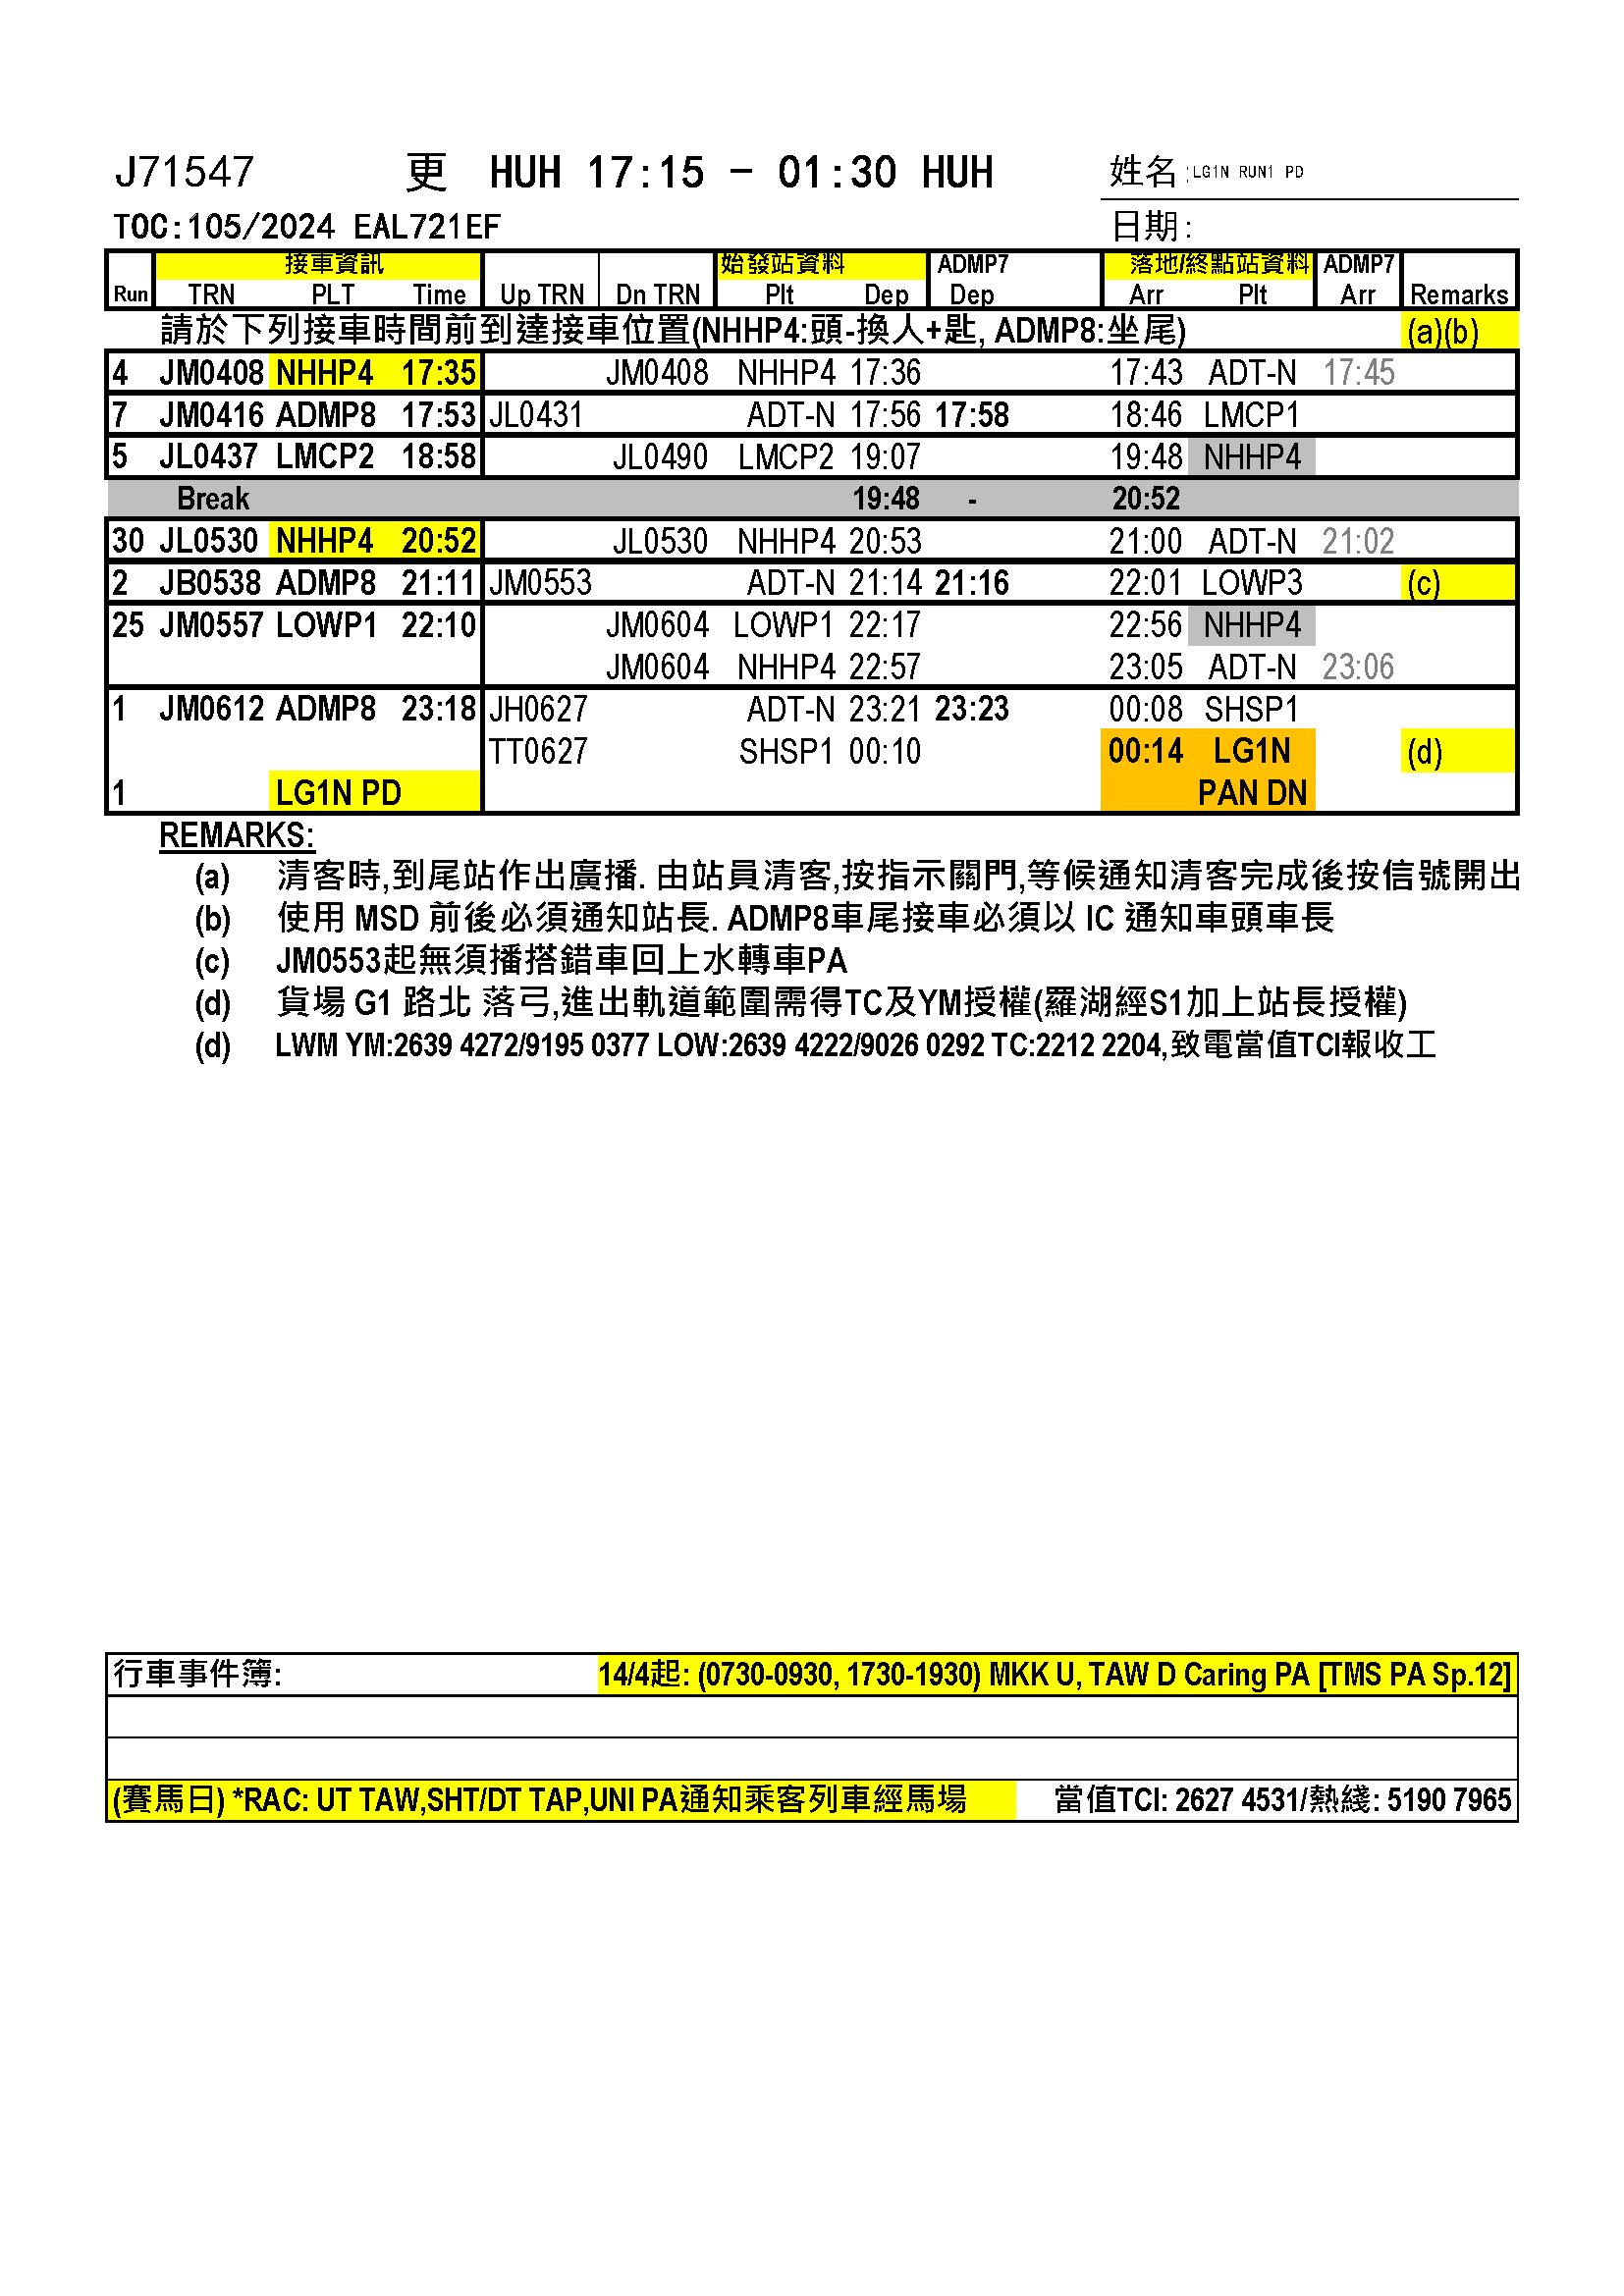 J71547 更 HUH 17:15 - 01:30 HUH 姓名:LG1N RUN1 PD
TOC:105/2024 EAL721EF 日期:
接車資訊 始發站資料 ADMP7 落地/終點站資料 ADMP7
Run TRN PLT Time Up TRN Dn TRN Plt Dep Dep Arr Plt Arr Remarks
請於下列接車時間前到達接車位置(NHHP4:頭-換人+匙, ADMP8:坐尾) (a)(b)
4 JM0408 NHHP4 17:35 JM0408 NHHP4 17:36 17:43 ADT-N 17:45
7 JM0416 ADMP8 17:53 JL0431 ADT-N 17:56 17:58 18:46 LMCP1
5 JL0437 LMCP2 18:58 JL0490 LMCP2 19:07 19:48 NHHP4
Break 19:48 - 20:52
30 JL0530 NHHP4 20:52 JL0530 NHHP4 20:53 21:00 ADT-N 21:02
2 JB0538 ADMP8 21:11 JM0553 ADT-N 21:14 21:16 22:01 LOWP3 (c)
25 JM0557 LOWP1 22:10 JM0604 LOWP1 22:17 22:56 NHHP4
JM0604 NHHP4 22:57 23:05 ADT-N 23:06
1 JM0612 ADMP8 23:18 JH0627 ADT-N 23:21 23:23 00:08 SHSP1
TT0627 SHSP1 00:10 00:14 LG1N (d)
1 LG1N PD PAN DN
REMARKS:
(a) 清客時,到尾站作出廣播. 由站員清客,按指示關門,等候通知清客完成後按信號開出
(b) 使用 MSD 前後必須通知站長. ADMP8車尾接車必須以 IC 通知車頭車長
(c) JM0553起無須播搭錯車回上水轉車PA
(d) 貨場 G1 路北 落弓,進出軌道範圍需得TC及YM授權(羅湖經S1加上站長授權)
(d) LWM YM:2639 4272/9195 0377 LOW:2639 4222/9026 0292 TC:2212 2204,致電當值TCI報收工
行車事件簿: 14/4起: (0730-0930, 1730-1930) MKK U, TAW D Caring PA [TMS PA Sp.12]
(賽馬日) *RAC: UT TAW,SHT/DT TAP,UNI PA通知乘客列車經馬場 當值TCI: 2627 4531/熱綫: 5190 7965